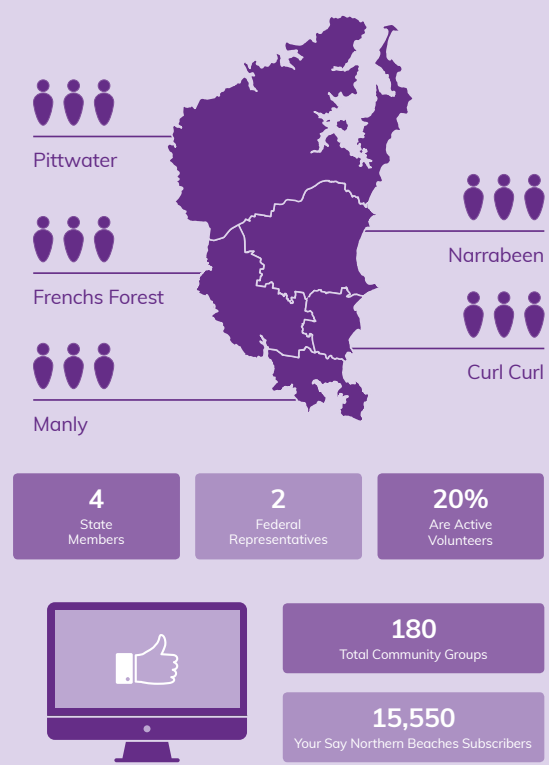 Pittwater
Narrabeen
Frenchs Forest
Curl Curl
Manly
4
State
Members
2
Federal
Representatives
20%
Are Active
Volunteers
180
Total Community Groups
15,550
Your Say Northern Beaches Subscribers